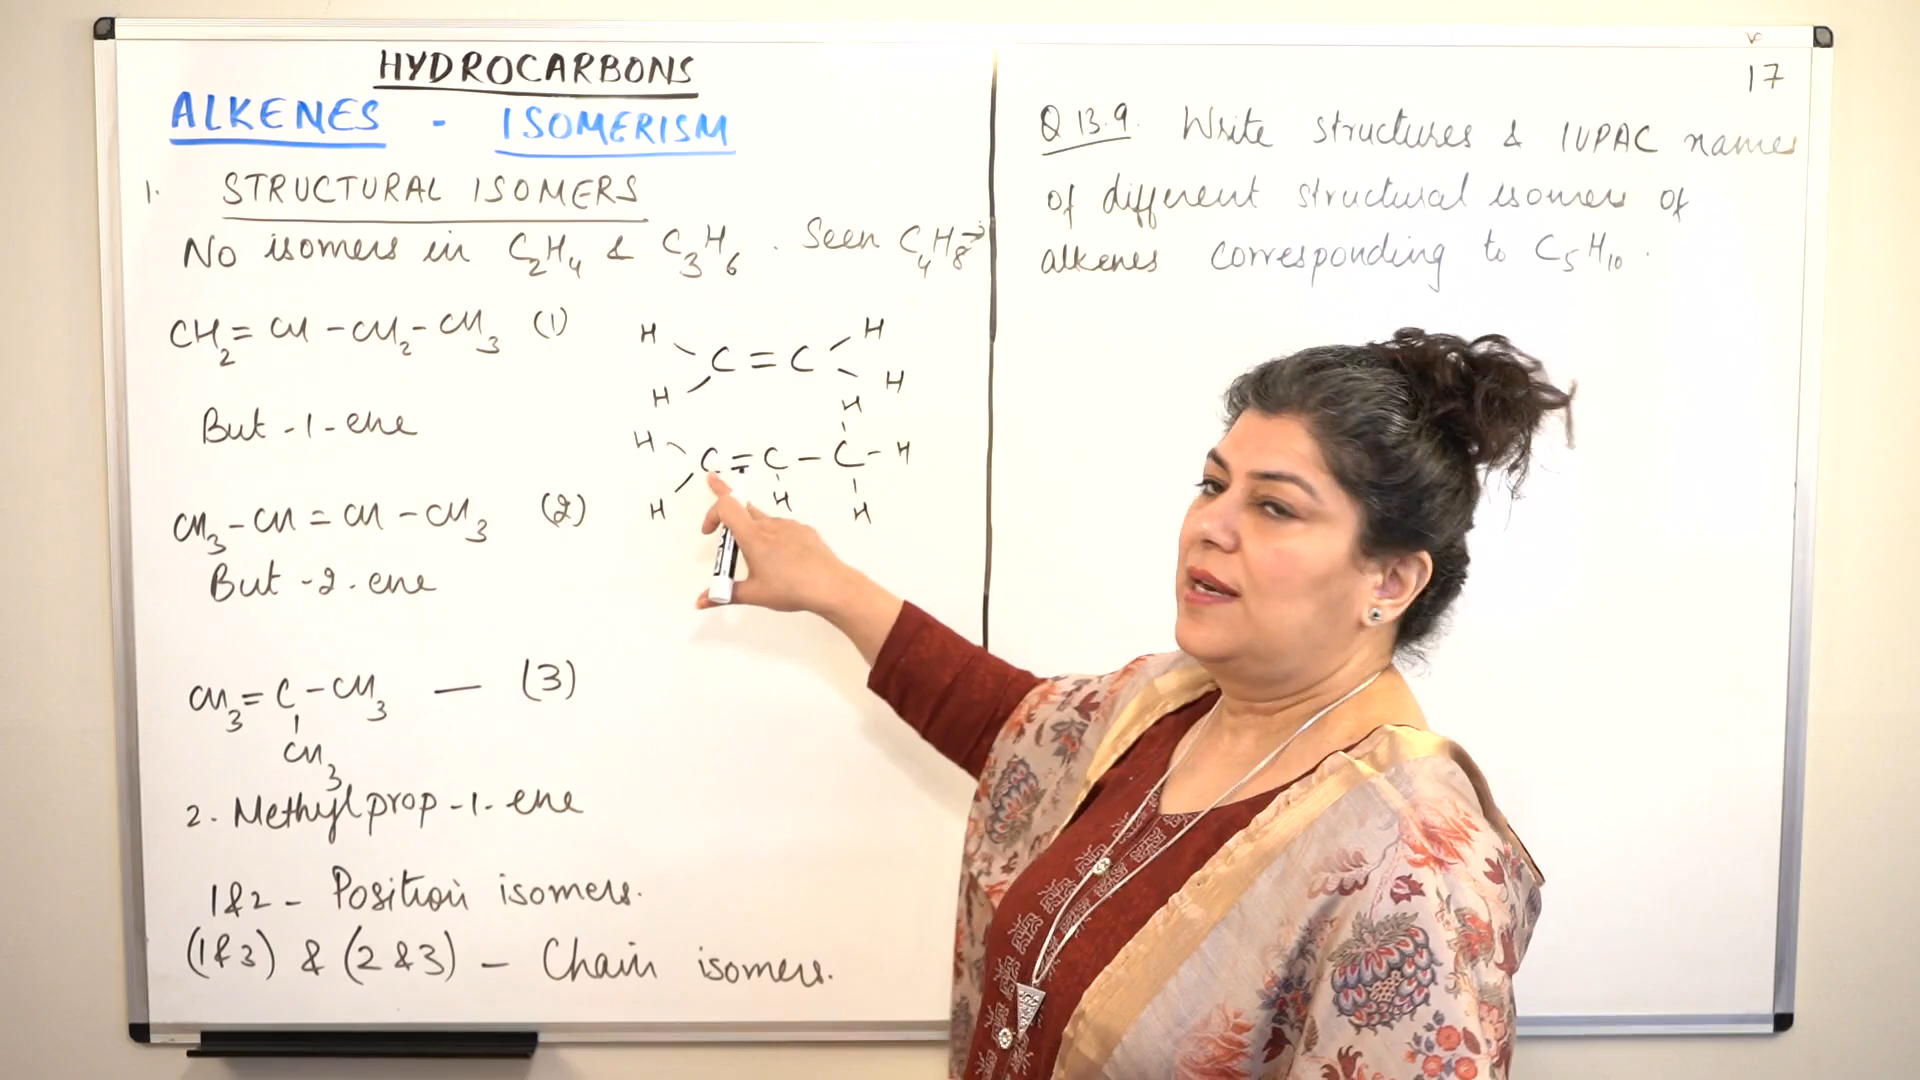 HYDROCARBONS
ALKENES - ISOMERISM
1. STRUCTURAL ISOMERS
No isomers in C2H4 & C3H6. Seen C4H8→
CH2=CH-CH2-CH3 (1)
But-1-ene
CH3-CH=CH-CH3 (2)
But-2-ene
CH3=C-CH3 — (3)
CH3
2. Methylprop-1-ene
1&2 - Position isomers.
(1&3) & (2&3) - Chain isomers.
H H
C=C
H H
H
H C=C-C-H
H H H
17
Q 13.9. Write structures & IUPAC names
of different structural isomers of
alkenes corresponding to C5H10.